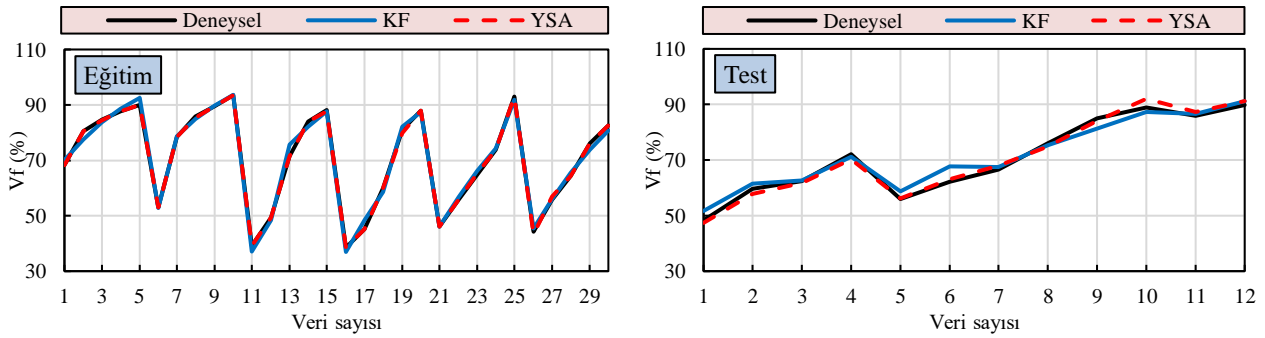 Deneysel KF YSA
110
90
70
50
30
Vf (%)
Eğitim
1 3 5 7 9 11 13 15 17 19 21 23 25 27 29
Veri sayısı
Deneysel KF YSA
110
90
70
50
30
Vf (%)
Test
1 2 3 4 5 6 7 8 9 10 11 12
Veri sayısı